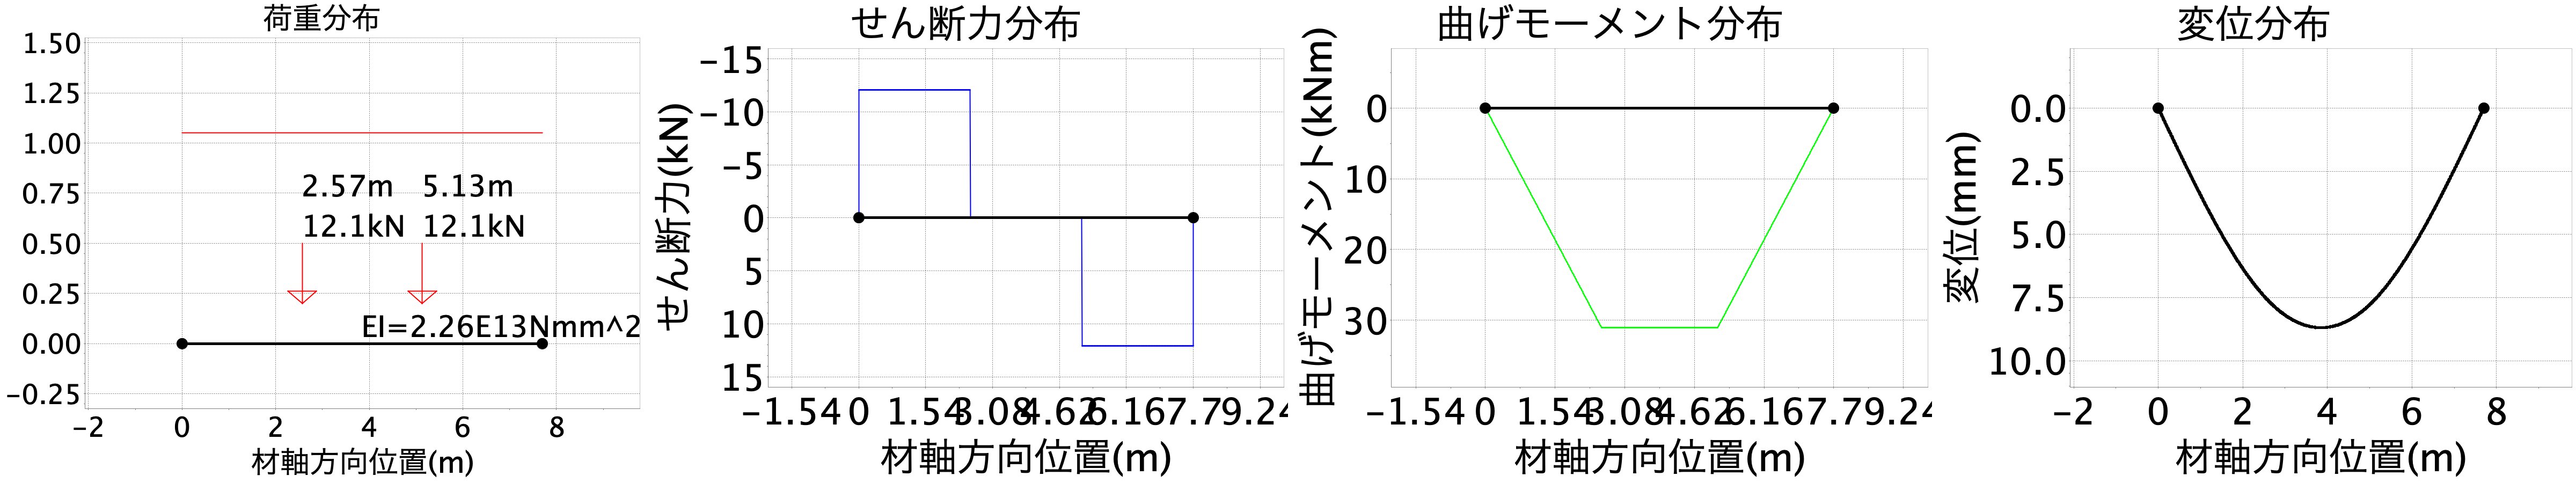 荷重分布
1.50
1.25
1.00
0.75
0.50
0.25
0.00
−0.25
2.57m 5.13m
12.1kN 12.1kN
EI=2.26E13Nmm^2
−2 0 2 4 6 8
材軸方向位置(m)
せん断力分布
せん断力(kN)
−15
−10
−5
0
5
10
15
−1.54 0 1.54 3.08 4.62 6.16 7.7 9.24
材軸方向位置(m)
曲げモーメント分布
曲げモーメント(kNm)
0
10
20
30
−1.54 0 1.54 3.08 4.62 6.16 7.7 9.24
材軸方向位置(m)
変位分布
変位(mm)
0.0
2.5
5.0
7.5
10.0
−2 0 2 4 6 8
材軸方向位置(m)